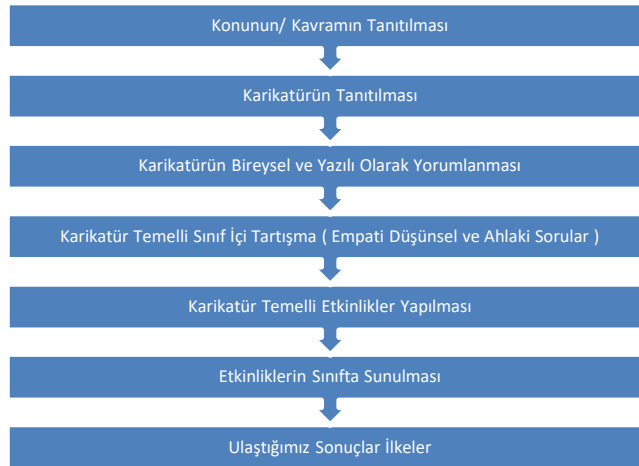 Konunun/ Kavramın Tanıtılması
Karikatürün Tanıtılması
Karikatürün Bireysel ve Yazılı Olarak Yorumlanması
Karikatür Temelli Sınıf İçi Tartışma ( Empati Düşünsel ve Ahlaki Sorular )
Karikatür Temelli Etkinlikler Yapılması
Etkinliklerin Sınıfta Sunulması
Ulaştığımız Sonuçlar İlkeler